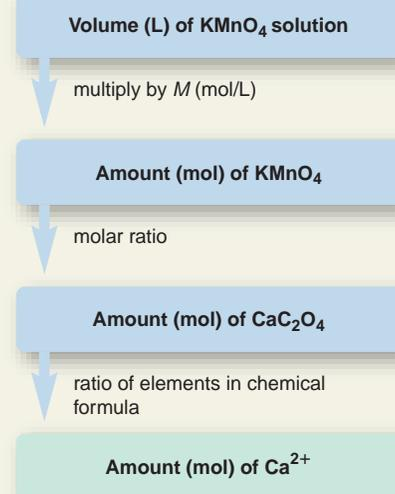 Volume (L) of KMnO₄ solution
multiply by M (mol/L)
Amount (mol) of KMnO₄
molar ratio
Amount (mol) of CaC₂O₄
ratio of elements in chemical
formula
Amount (mol) of Ca²⁺